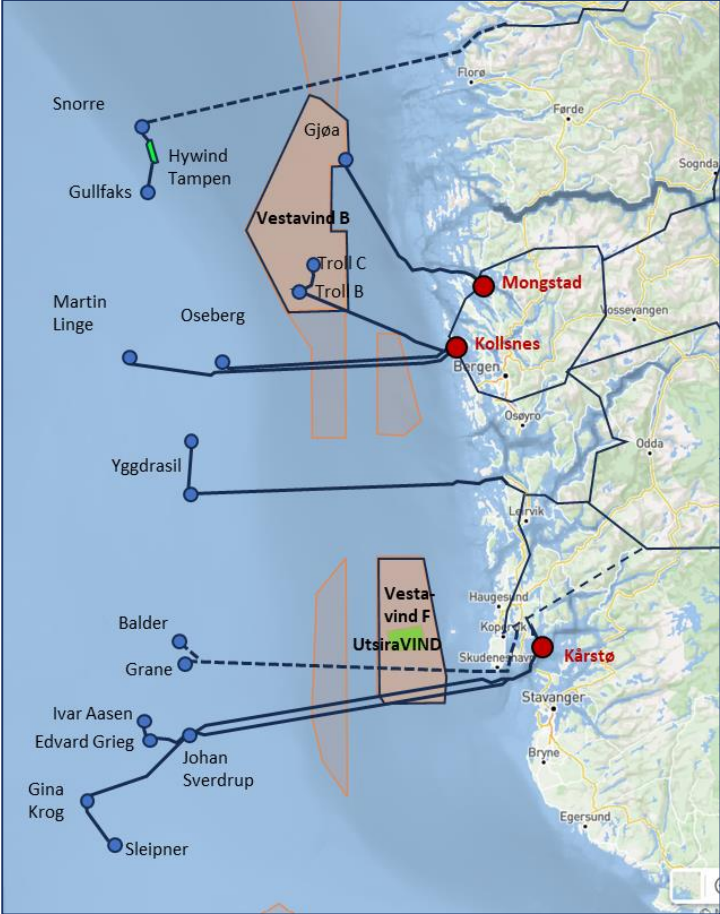 Florø
Snorre
Førde
Gjøa
Hywind
Tampen
Sognda
Gullfaks
Vestavind B
Troll C
Mongstad
Troll B
Martin
Linge
Oseberg
Vossevangen
Kollsnes
Bergen
Osøyro
Odda
Yggdrasil
Leirvik
Vesta-
vind F
Haugesund
Balder
Kopervik
UtsiraVIND
Skudeneshavn
Kårstø
Grane
Stavanger
Ivar Aasen
Edvard Grieg
Johan
Sverdrup
Bryne
Gina
Krog
Egersund
Sleipner